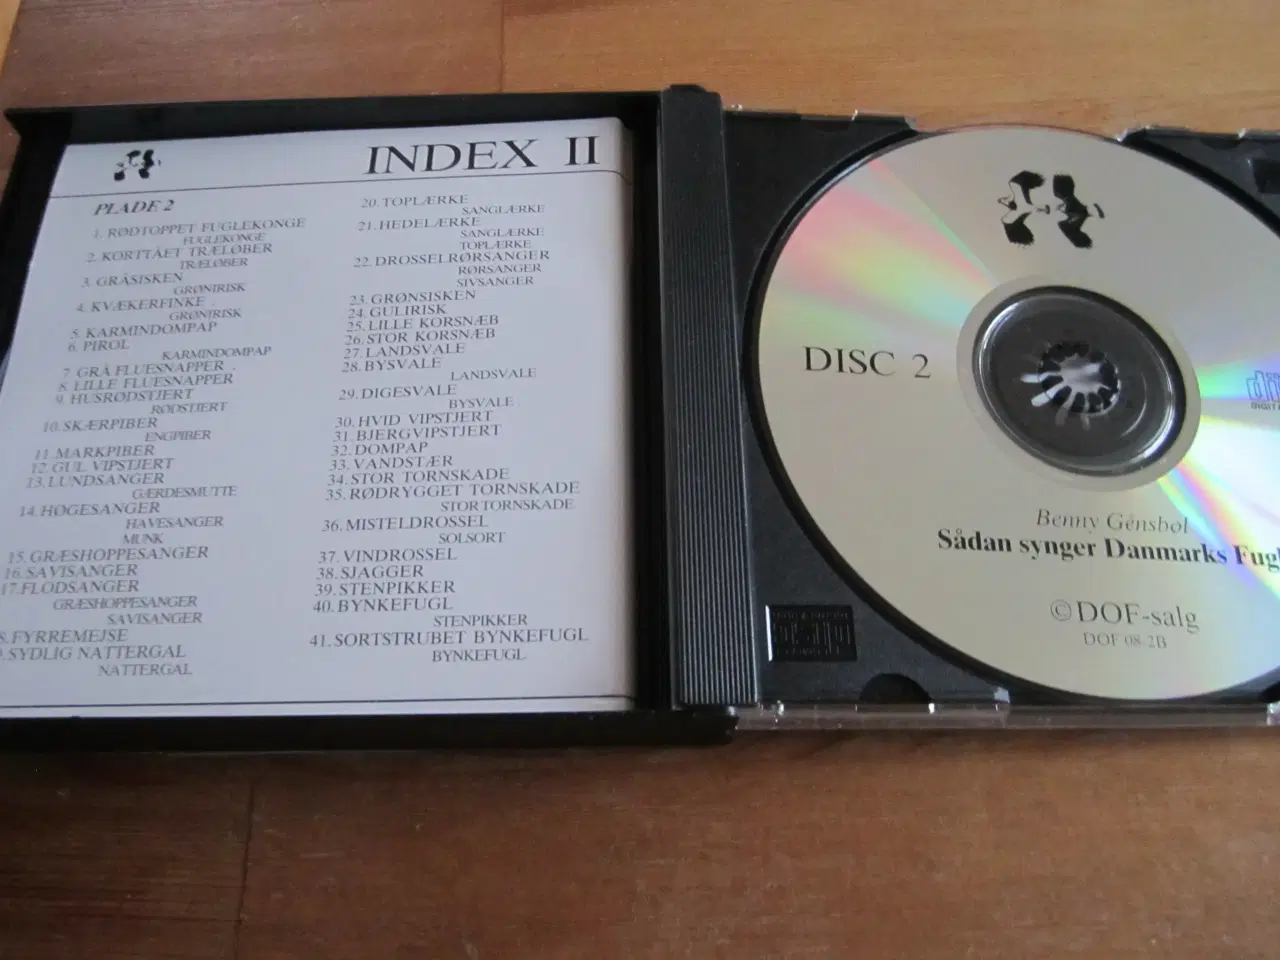 INDEX II
PLADE 2
1. RØDTOPPET FUGLEKONGE
FUGLEKONGE
2. KORTTÅET TRÆLØBER
TRÆLØBER
3. GRÅSISKEN
GRØNIRISK
4. KVÆKERFINKE
GRØNIRISK
5. KARMINDOMPAP
6. PIROL
KARMINDOMPAP
7 GRÅ FLUESNAPPER
8. LILLE FLUESNAPPER
9. HUSRØDSTJERT
RØDSTJERT
10. SKÆRPIBER
ENGPIBER
11. MARKPIBER
12. GUL VIPSTJERT
13. LUNDSANGER
GÆRDESMUTTE
14. HØGESANGER
HAVESANGER
MUNK
15. GRÆSHOPPESANGER
16. SAVISANGER
17. FLODSANGER
GRÆSHOPPESANGER
SAVISANGER
8. FYRREMEJSE
9. SYDLIG NATTERGAL
NATTERGAL
20. TOPLÆRKE
SANGLÆRKE
21. HEDELÆRKE
SANGLÆRKE
TOPLÆRKE
22. DROSSELRØRSANGER
RØRSANGER
SIVSANGER
23. GRØNSISKEN
24. GULIRISK
25. LILLE KORSNÆB
26. STOR KORSNÆB
27. LANDSVALE
28. BYSVALE
LANDSVALE
29. DIGESVALE
BYSVALE
30. HVID VIPSTJERT
31. BJERGVIPSTJERT
32. DOMPAP
33. VANDSTÆR
34. STOR TORNSKADE
35. RØDRYGGET TORNSKADE
STOR TORNSKADE
36. MISTELDROSSEL
SOLSORT
37. VINDROSSEL
38. SJAGGER
39. STENPIKKER
40. BYNKEFUGL
STENPIKKER
41. SORTSTRUBET BYNKEFUGL
BYNKEFUGL
DISC 2
Benny Génsbøl
Sådan synger Danmarks Fugl
© DOF-salg
DOF 08-2B